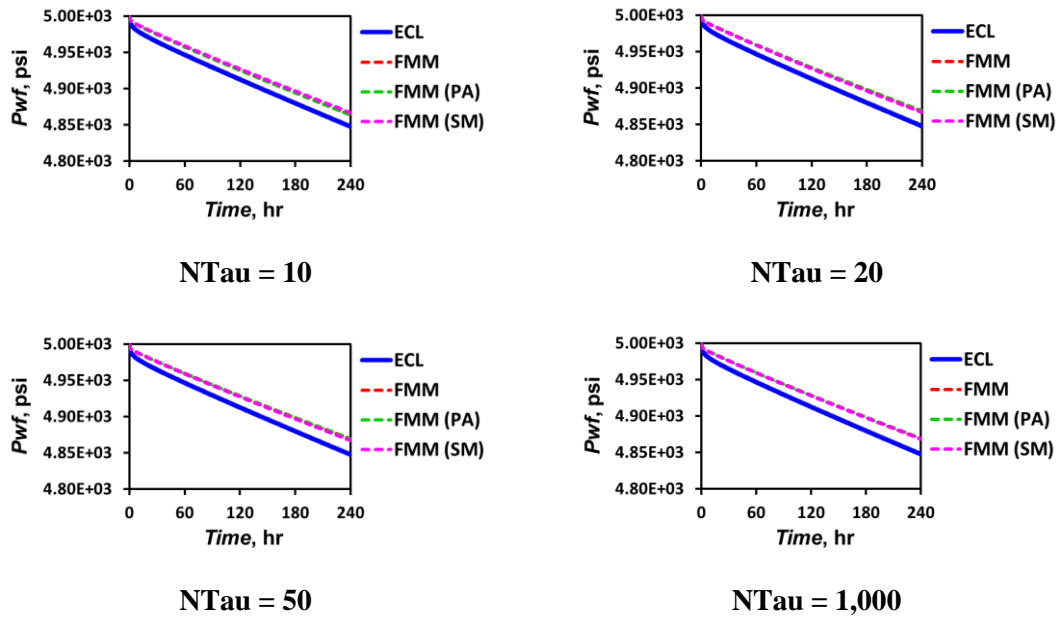 5.00E+03
4.95E+03
4.90E+03
4.85E+03
4.80E+03
Pwf, psi
0 60 120 180 240
Time, hr
ECL
FMM
FMM (PA)
FMM (SM)
NTau = 10
5.00E+03
4.95E+03
4.90E+03
4.85E+03
4.80E+03
Pwf, psi
0 60 120 180 240
Time, hr
ECL
FMM
FMM (PA)
FMM (SM)
NTau = 20
5.00E+03
4.95E+03
4.90E+03
4.85E+03
4.80E+03
Pwf, psi
0 60 120 180 240
Time, hr
ECL
FMM
FMM (PA)
FMM (SM)
NTau = 50
5.00E+03
4.95E+03
4.90E+03
4.85E+03
4.80E+03
Pwf, psi
0 60 120 180 240
Time, hr
ECL
FMM
FMM (PA)
FMM (SM)
NTau = 1,000